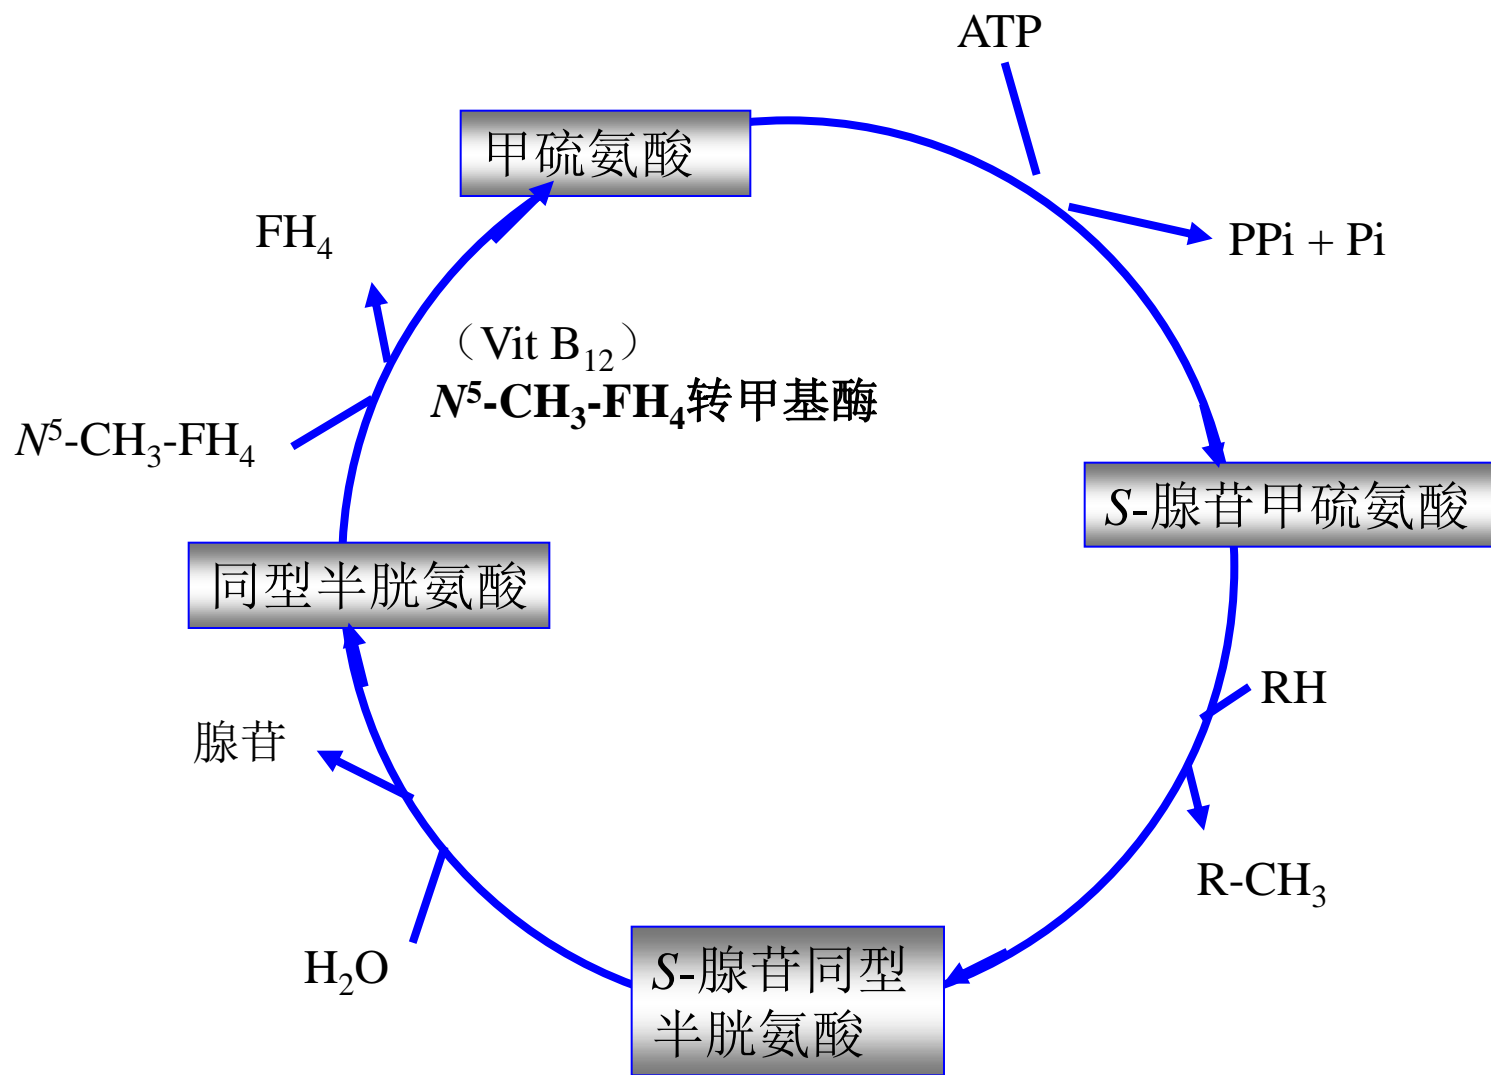 ATP
甲硫氨酸
FH₄
PPi + Pi
（Vit B₁₂）
N⁵-CH₃-FH₄转甲基酶
N⁵-CH₃-FH₄
S-腺苷甲硫氨酸
同型半胱氨酸
RH
腺苷
R-CH₃
H₂O
S-腺苷同型
半胱氨酸